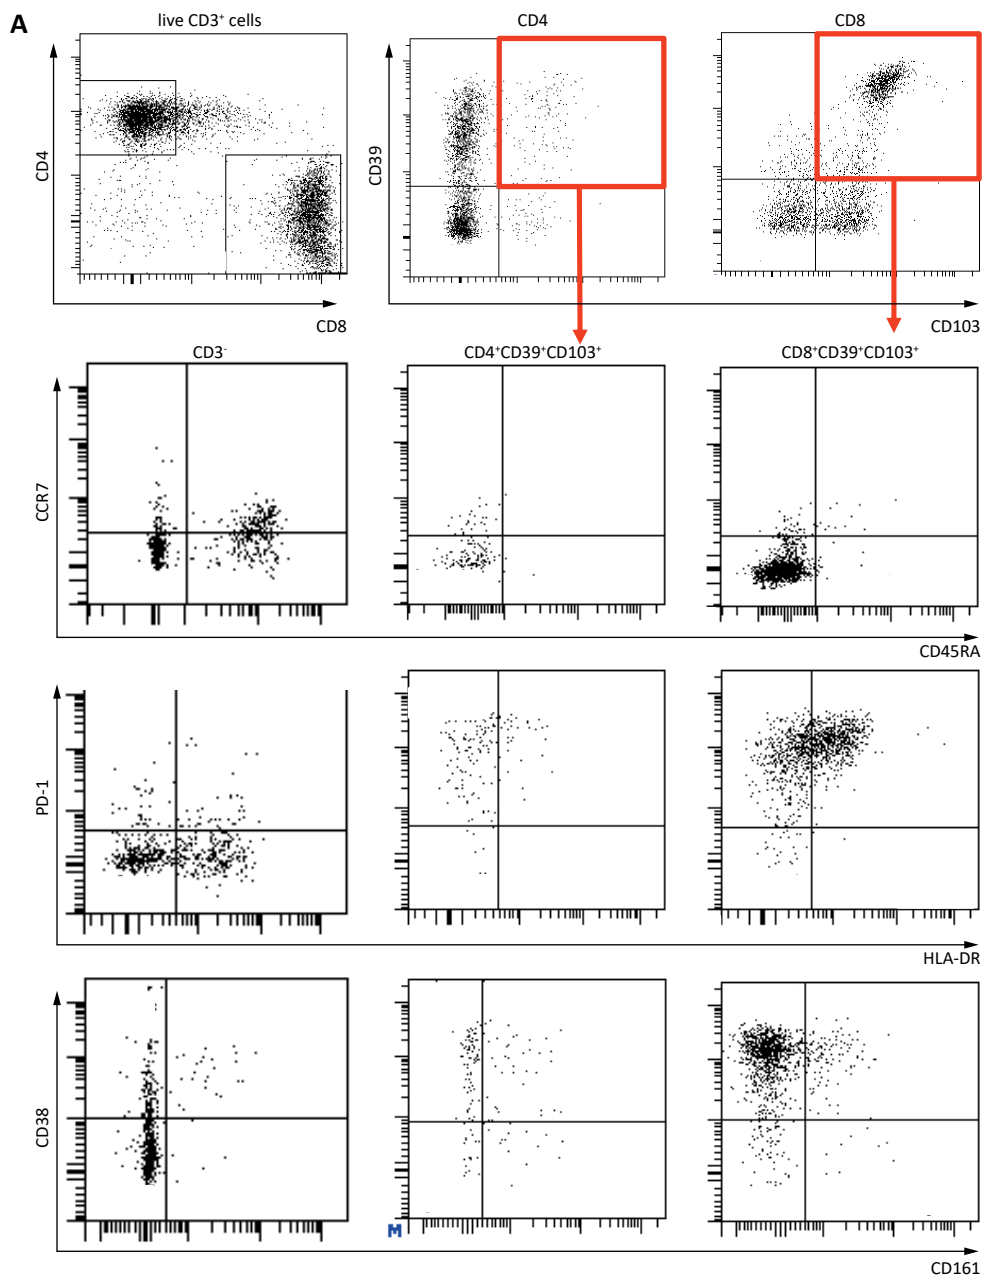 A
live CD3⁺ cells
CD4
CD8
CD4
CD39
CD8
CD103
CD3⁻
CD4⁺CD39⁺CD103⁺
CD8⁺CD39⁺CD103⁺
CCR7
CD45RA
PD-1
HLA-DR
CD38
M
CD161